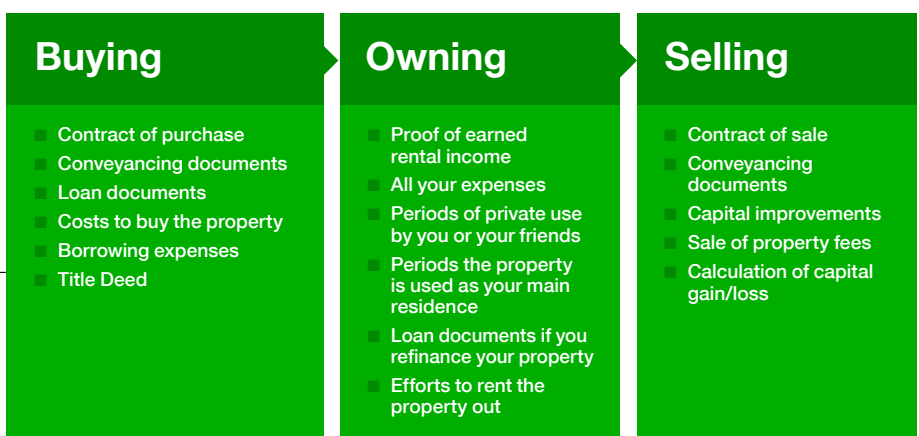 Buying
Contract of purchase
Conveyancing documents
Loan documents
Costs to buy the property
Borrowing expenses
Title Deed
Owning
Proof of earned
rental income
All your expenses
Periods of private use
by you or your friends
Periods the property
is used as your main
residence
Loan documents if you
refinance your property
Efforts to rent the
property out
Selling
Contract of sale
Conveyancing
documents
Capital improvements
Sale of property fees
Calculation of capital
gain/loss